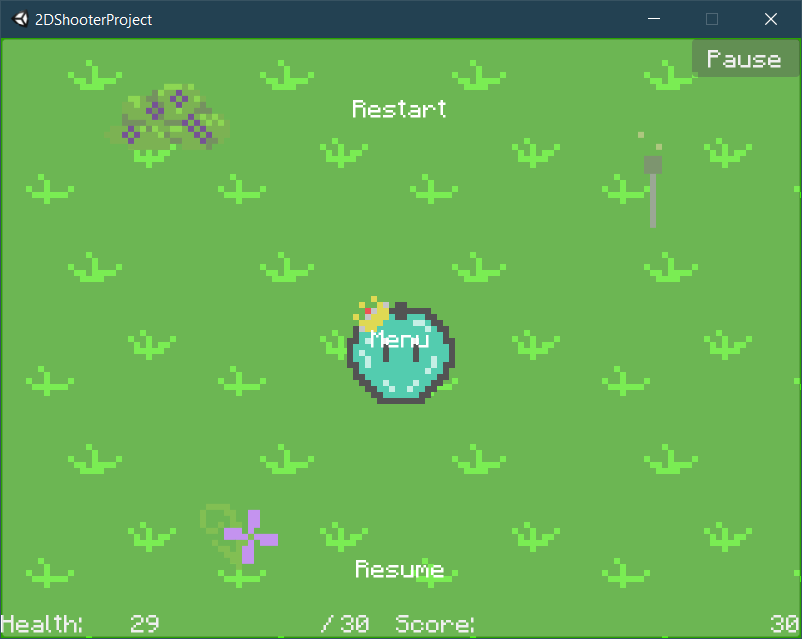 2DShooterProject
Pause
Restart
Menu
Resume
Health: 29 / 30 Score: 30